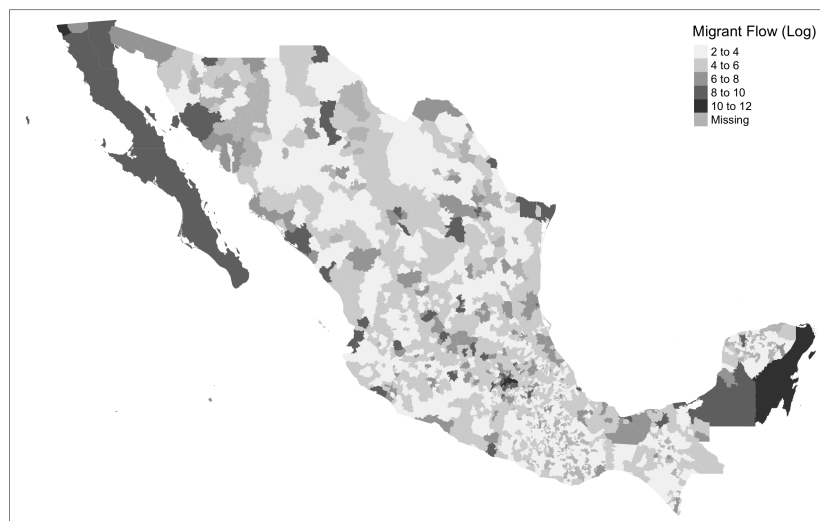 Migrant Flow (Log)
2 to 4
4 to 6
6 to 8
8 to 10
10 to 12
Missing